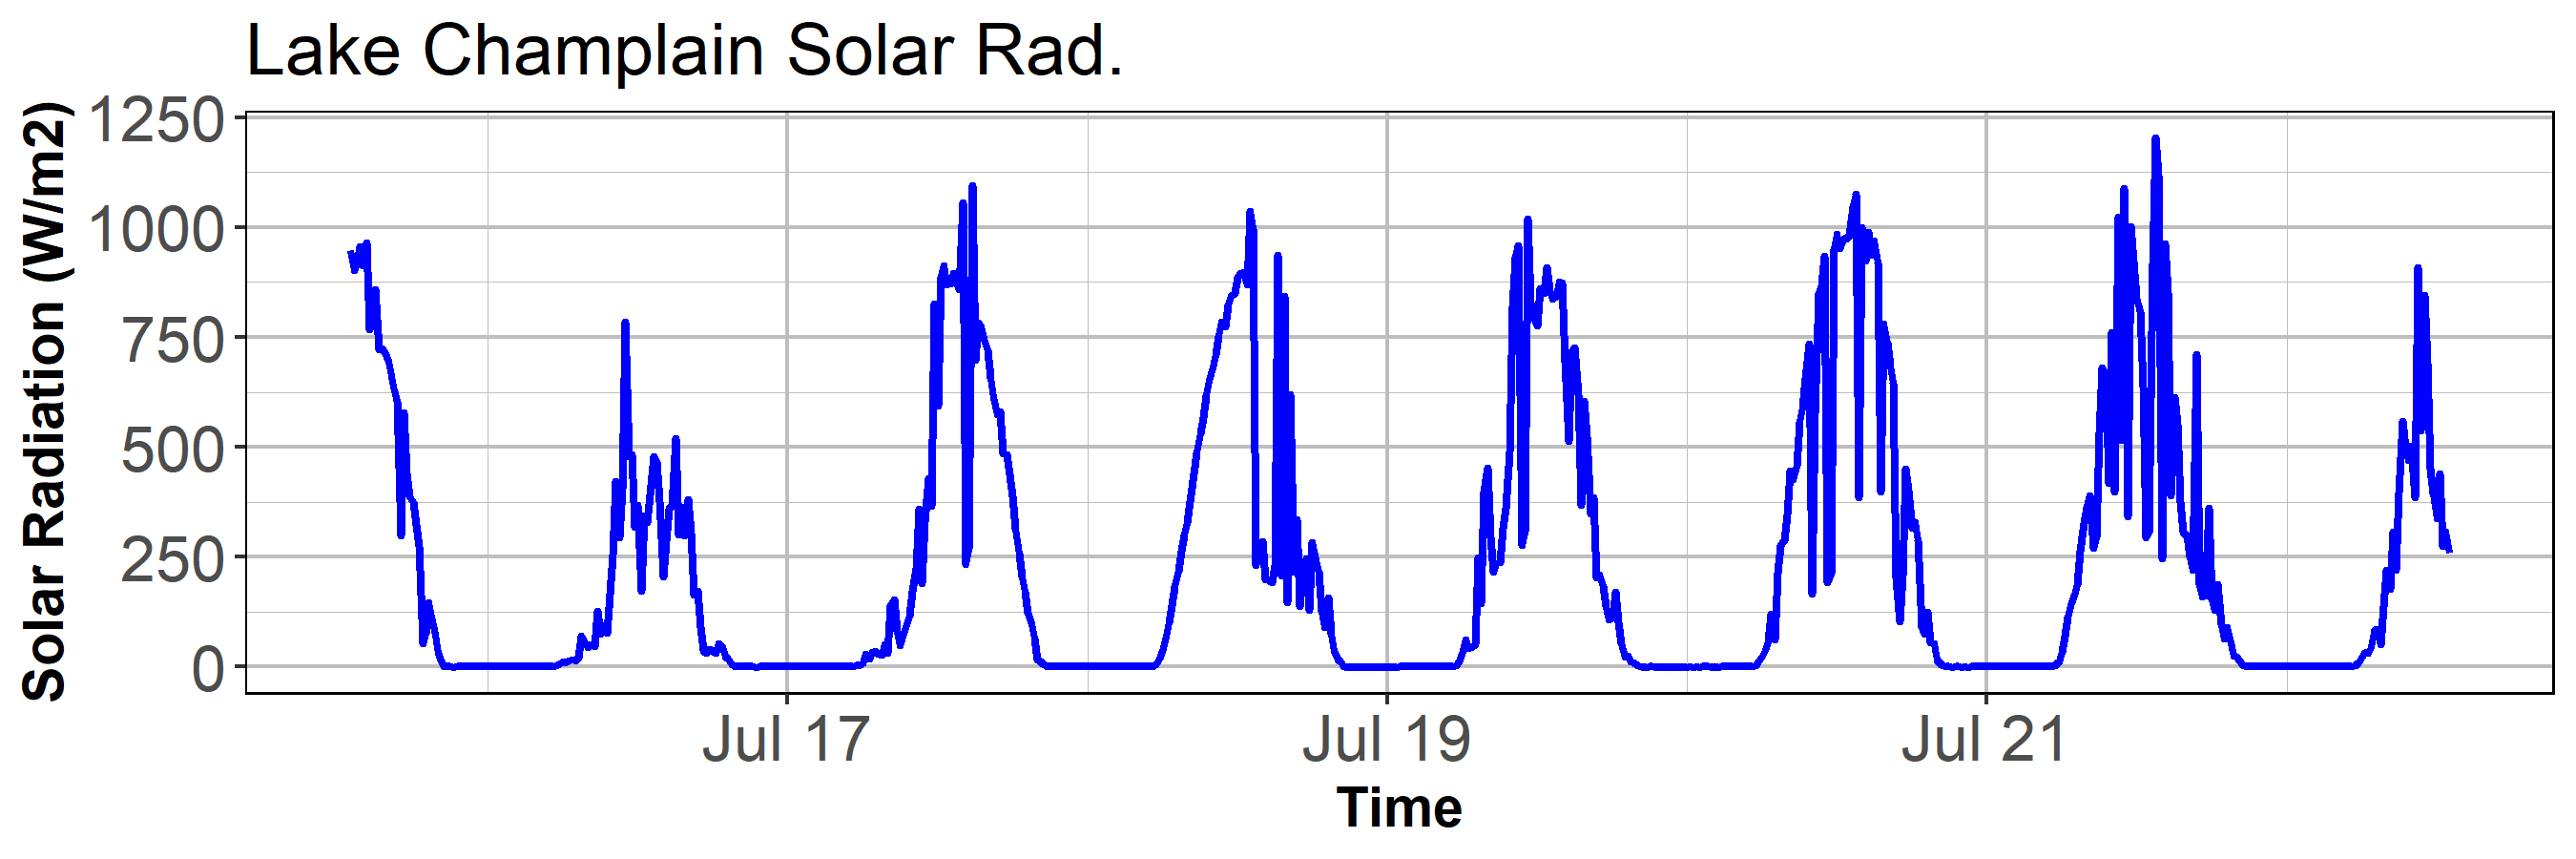 Lake Champlain Solar Rad.
Solar Radiation (W/m2)
1250
1000
750
500
250
0
Jul 17
Jul 19
Jul 21
Time